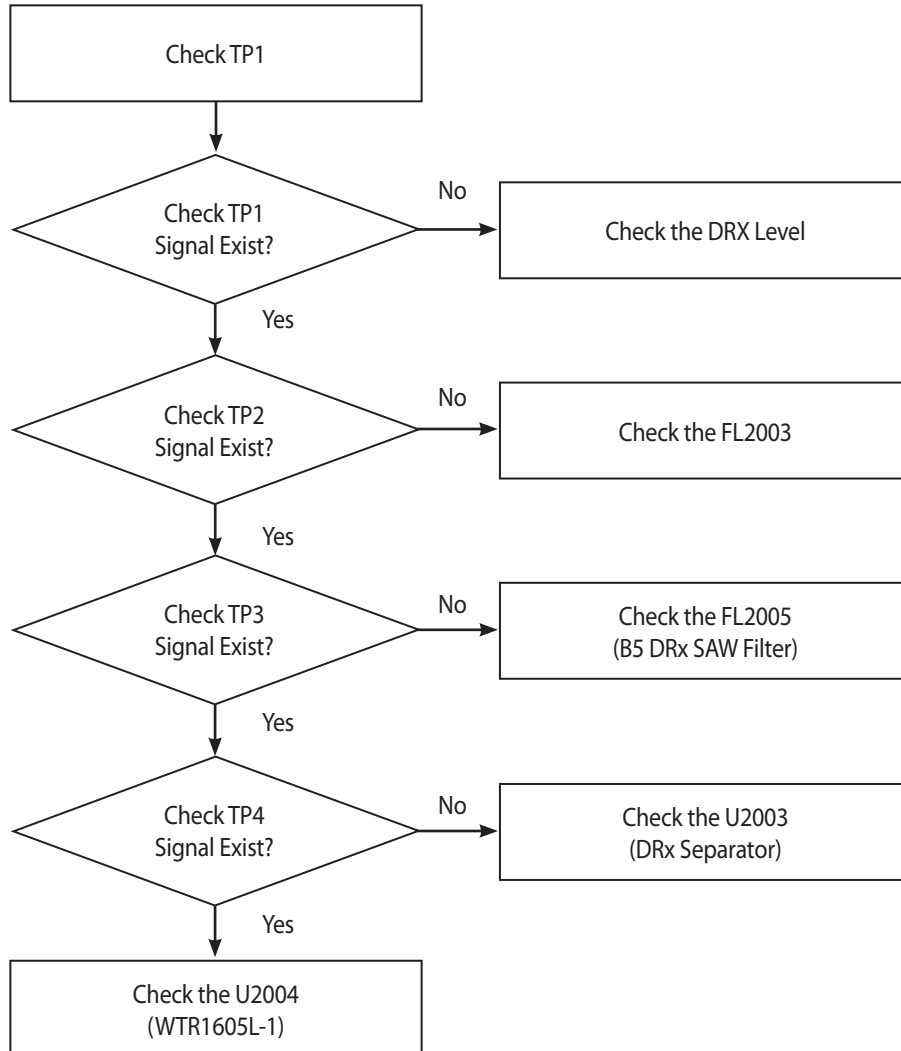 Check TP1
Check TP1
Signal Exist?
No
Check the DRX Level
Yes
Check TP2
Signal Exist?
No
Check the FL2003
Yes
Check TP3
Signal Exist?
No
Check the FL2005
(B5 DRx SAW Filter)
Yes
Check TP4
Signal Exist?
No
Check the U2003
(DRx Separator)
Yes
Check the U2004
(WTR1605L-1)